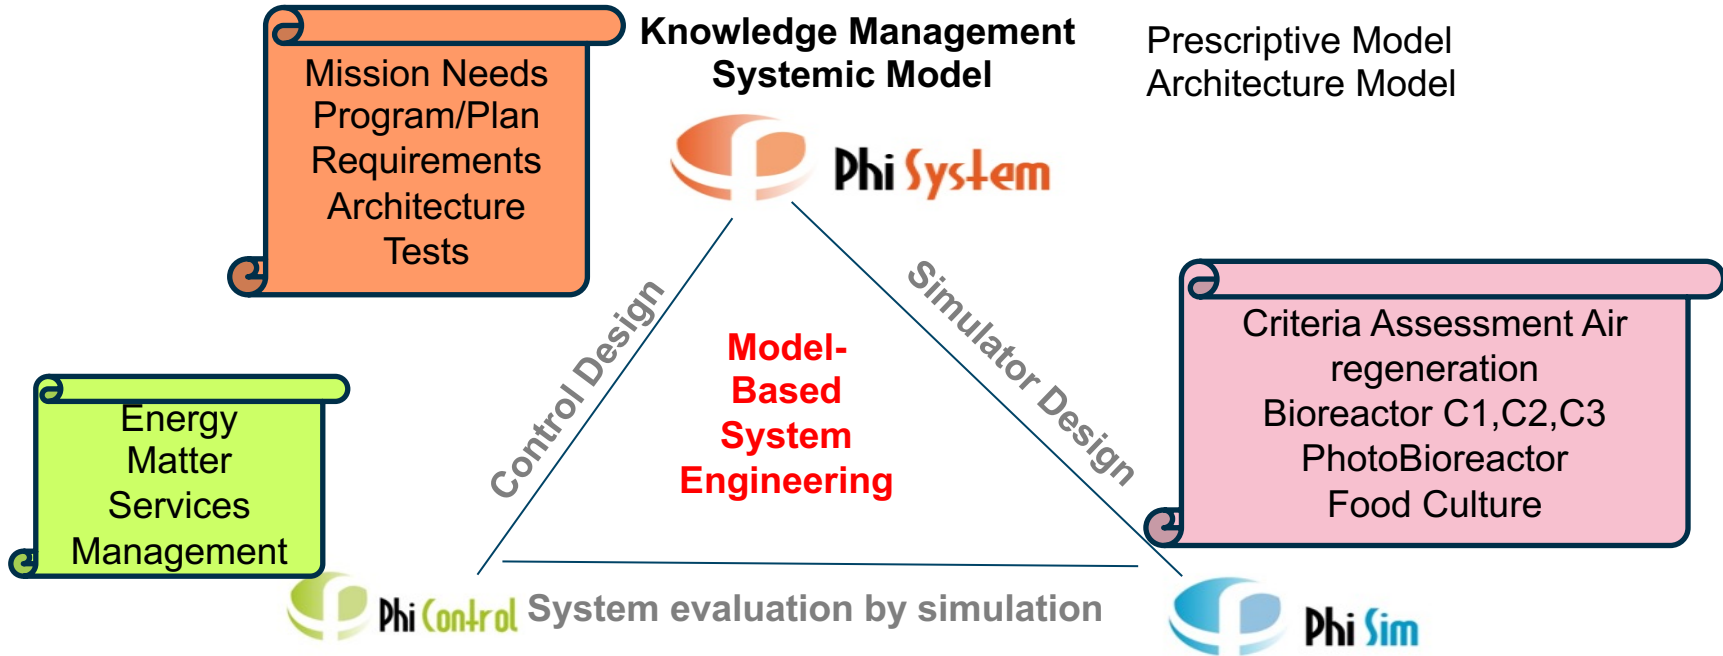 Knowledge Management
Systemic Model
Prescriptive Model
Architecture Model
Mission Needs
Program/Plan
Requirements
Architecture
Tests
Phi System
Control Design
Simulator Design
Model-
Based
System
Engineering
Criteria Assessment Air
regeneration
Bioreactor C1,C2,C3
PhotoBioreactor
Food Culture
Energy
Matter
Services
Management
Phi Control
System evaluation by simulation
Phi Sim